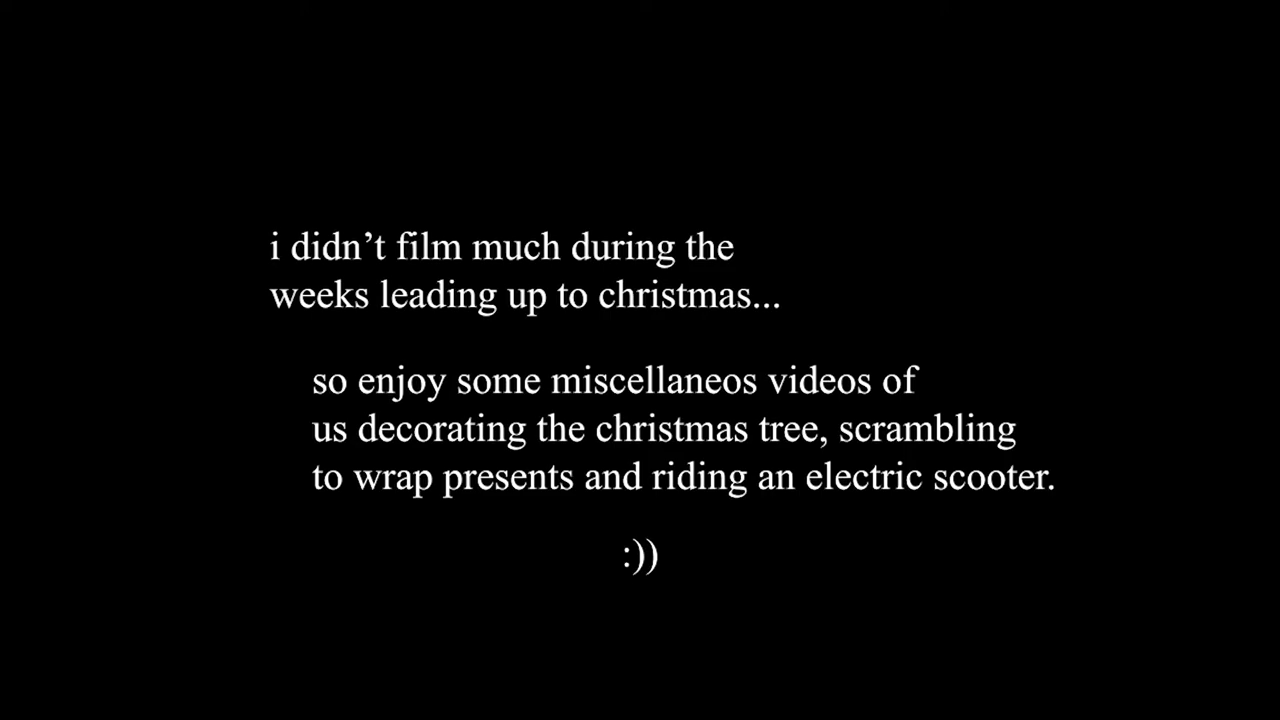 i didn’t film much during the
weeks leading up to christmas...
so enjoy some miscellaneos videos of
us decorating the christmas tree, scrambling
to wrap presents and riding an electric scooter.
:))